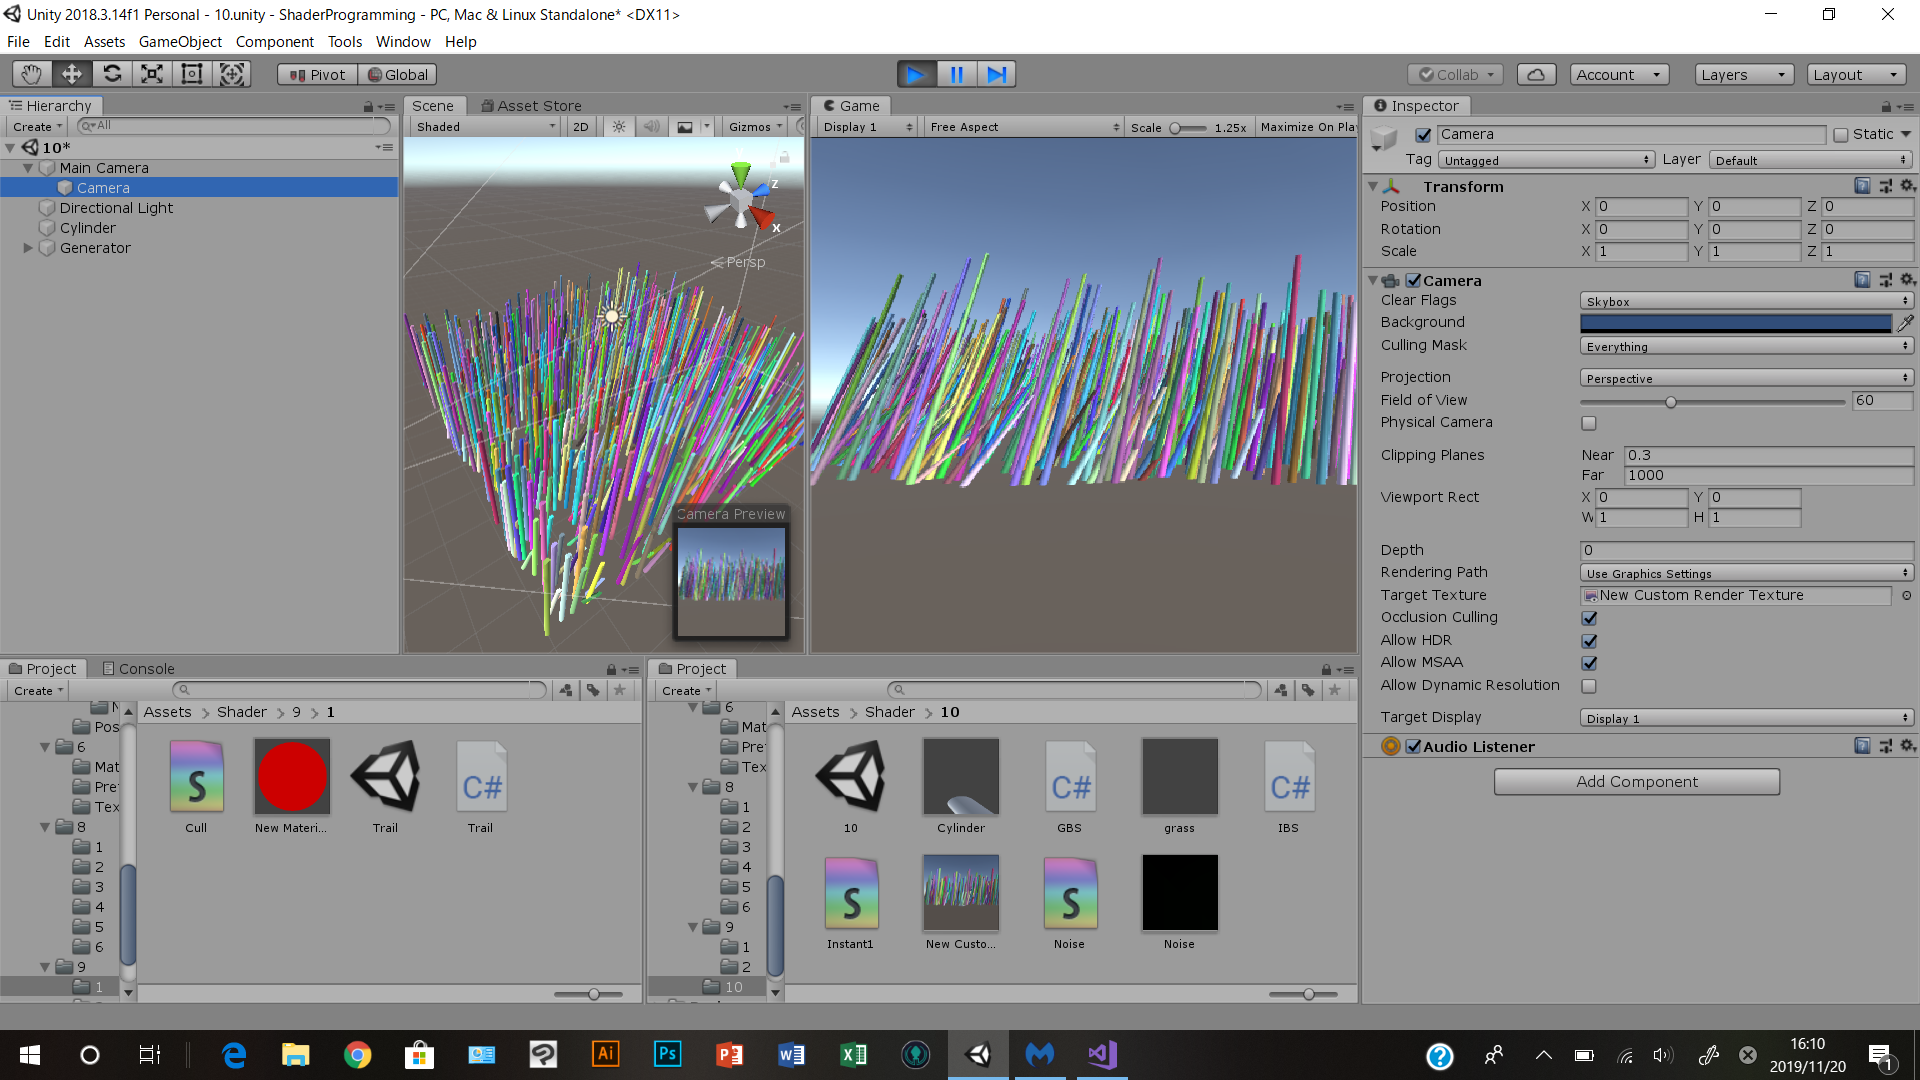 Unity 2018.3.14f1 Personal - 10.unity - ShaderProgramming - PC, Mac & Linux Standalone* <DX11>
File Edit Assets GameObject Component Tools Window Help
Pivot Global Collab Account Layers Layout
Hierarchy
Create All
10*
Main Camera
Camera
Directional Light
Cylinder
Generator
Scene Asset Store
Shaded 2D Gizmos
z
x
Persp
Camera Preview
Game
Display 1 Free Aspect Scale 1.25x Maximize On Pla
Inspector
Camera Static
Tag Untagged Layer Default
Transform
Position X 0 Y 0 Z 0
Rotation X 0 Y 0 Z 0
Scale X 1 Y 1 Z 1
Camera
Clear Flags Skybox
Background
Culling Mask Everything
Projection Perspective
Field of View 60
Physical Camera
Clipping Planes Near 0.3
Far 1000
Viewport Rect X 0 Y 0
W 1 H 1
Depth 0
Rendering Path Use Graphics Settings
Target Texture New Custom Render Texture
Occlusion Culling
Allow HDR
Allow MSAA
Allow Dynamic Resolution
Target Display Display 1
Audio Listener
Add Component
Project Console
Create
Assets > Shader > 9 > 1
Pos
6
Mat
Pre
Tex
8
1
2
3
4
5
6
9
1
S C#
Cull New Materi... Trail Trail
Project
Create
Assets > Shader > 10
6
Mat
Pre
Tex
8
1
2
3
4
5
6
9
1
2
10
C# C#
10 Cylinder GBS grass IBS
S S
Instant1 New Custo... Noise Noise
Ai Ps
16:10
2019/11/20
1